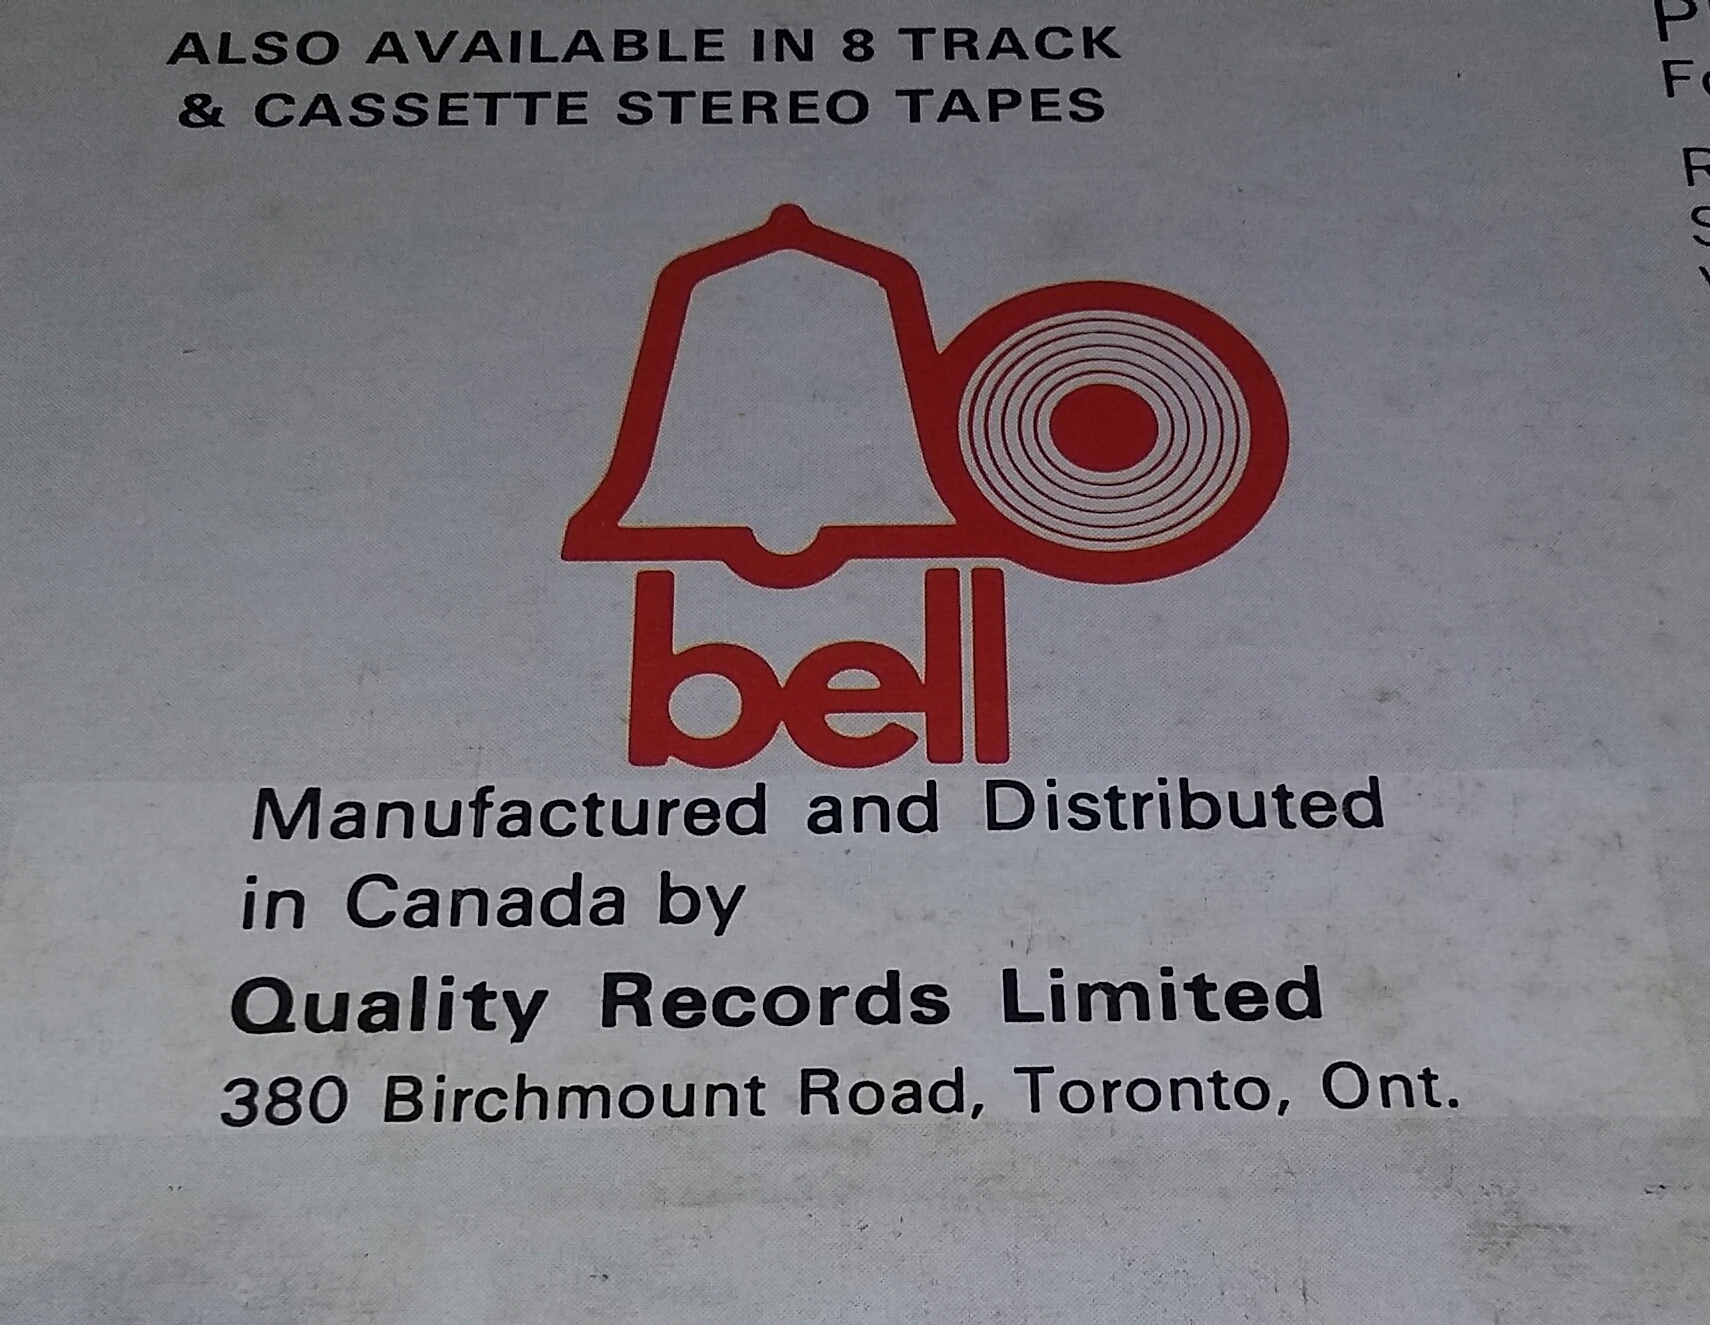 ALSO AVAILABLE IN 8 TRACK
& CASSETTE STEREO TAPES
bell
Manufactured and Distributed
in Canada by
Quality Records Limited
380 Birchmount Road, Toronto, Ont.